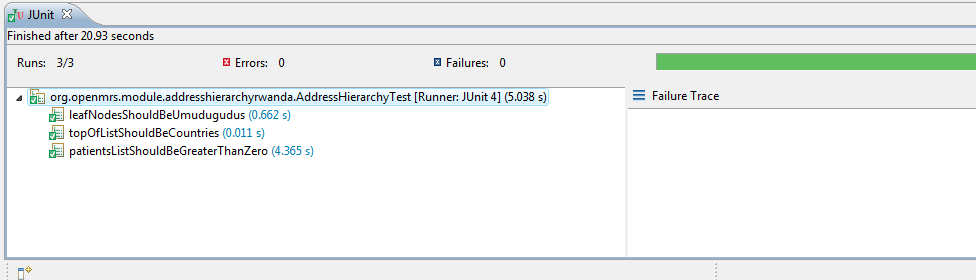 JUnit
Finished after 20.93 seconds
Runs: 3/3 Errors: 0 Failures: 0
org.openmrs.module.addresshierarchyrwanda.AddressHierarchyTest [Runner: JUnit 4] (5.038 s)
leafNodesShouldBeUmudugudus (0.662 s)
topOfListShouldBeCountries (0.011 s)
patientsListShouldBeGreaterThanZero (4.365 s)
Failure Trace